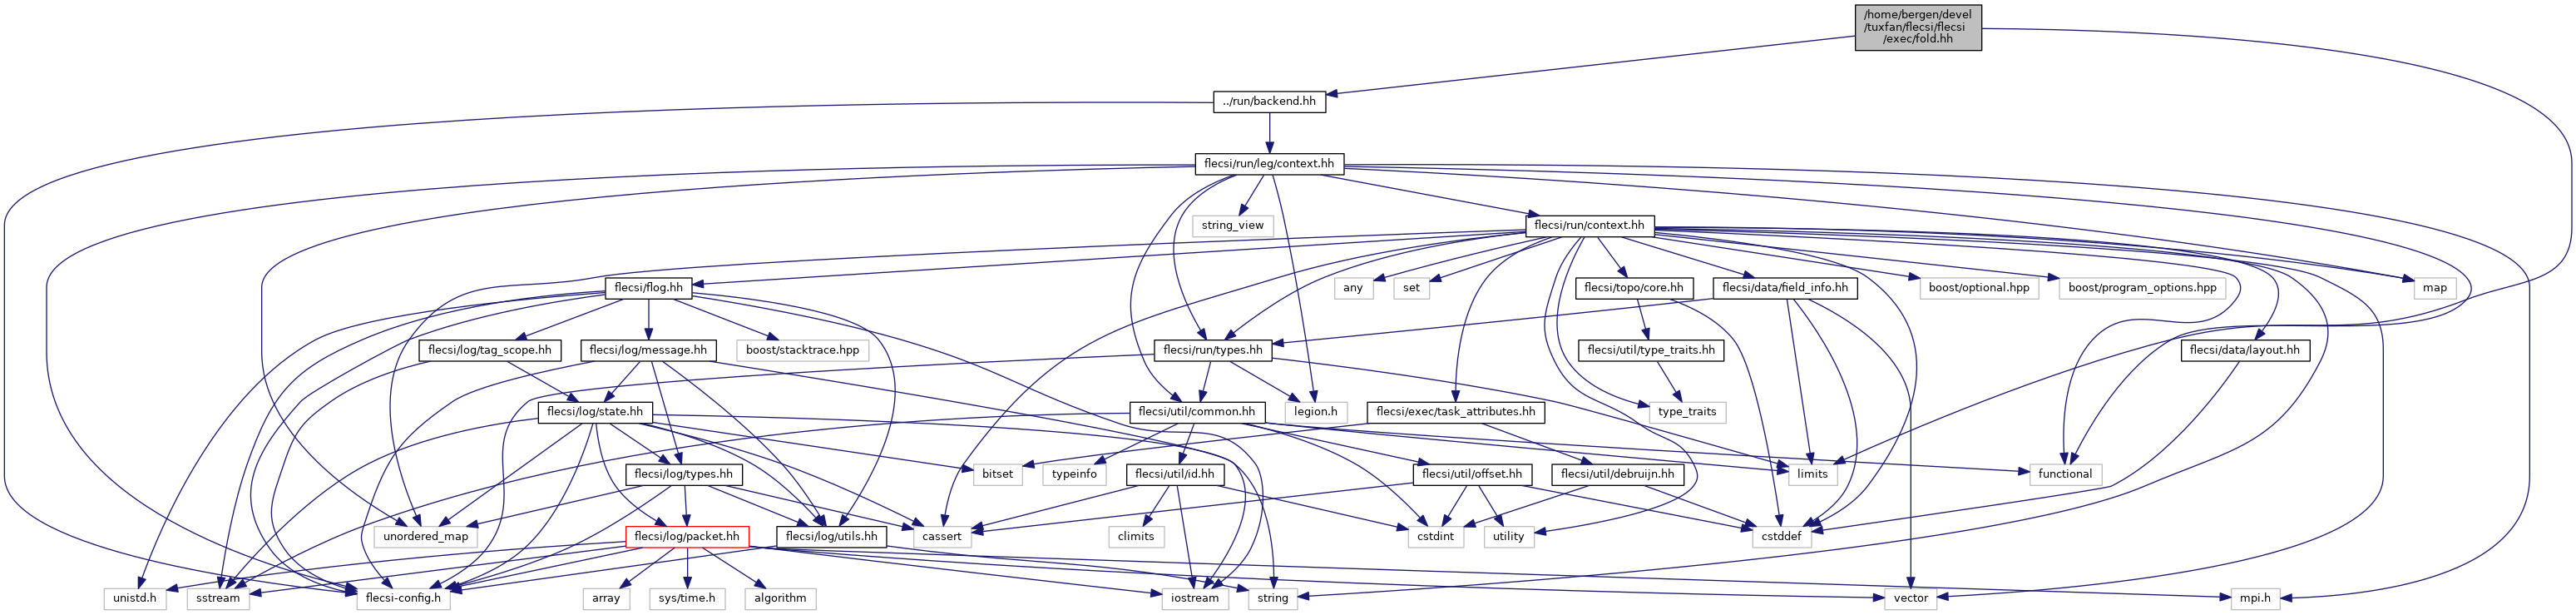 /home/bergen/devel
/tuxfan/flecsi/flecsi
/exec/fold.hh
../run/backend.hh
flecsi/run/leg/context.hh
string_view
flecsi/run/context.hh
flecsi/flog.hh
any
set
flecsi/topo/core.hh
flecsi/data/field_info.hh
boost/optional.hpp
boost/program_options.hpp
map
flecsi/log/tag_scope.hh
flecsi/log/message.hh
boost/stacktrace.hpp
flecsi/run/types.hh
flecsi/util/type_traits.hh
flecsi/data/layout.hh
flecsi/log/state.hh
flecsi/util/common.hh
legion.h
flecsi/exec/task_attributes.hh
type_traits
flecsi/log/types.hh
bitset
typeinfo
flecsi/util/id.hh
flecsi/util/offset.hh
flecsi/util/debruijn.hh
limits
functional
unordered_map
flecsi/log/packet.hh
flecsi/log/utils.hh
cassert
climits
cstdint
utility
cstddef
unistd.h
sstream
flecsi-config.h
array
sys/time.h
algorithm
iostream
string
vector
mpi.h